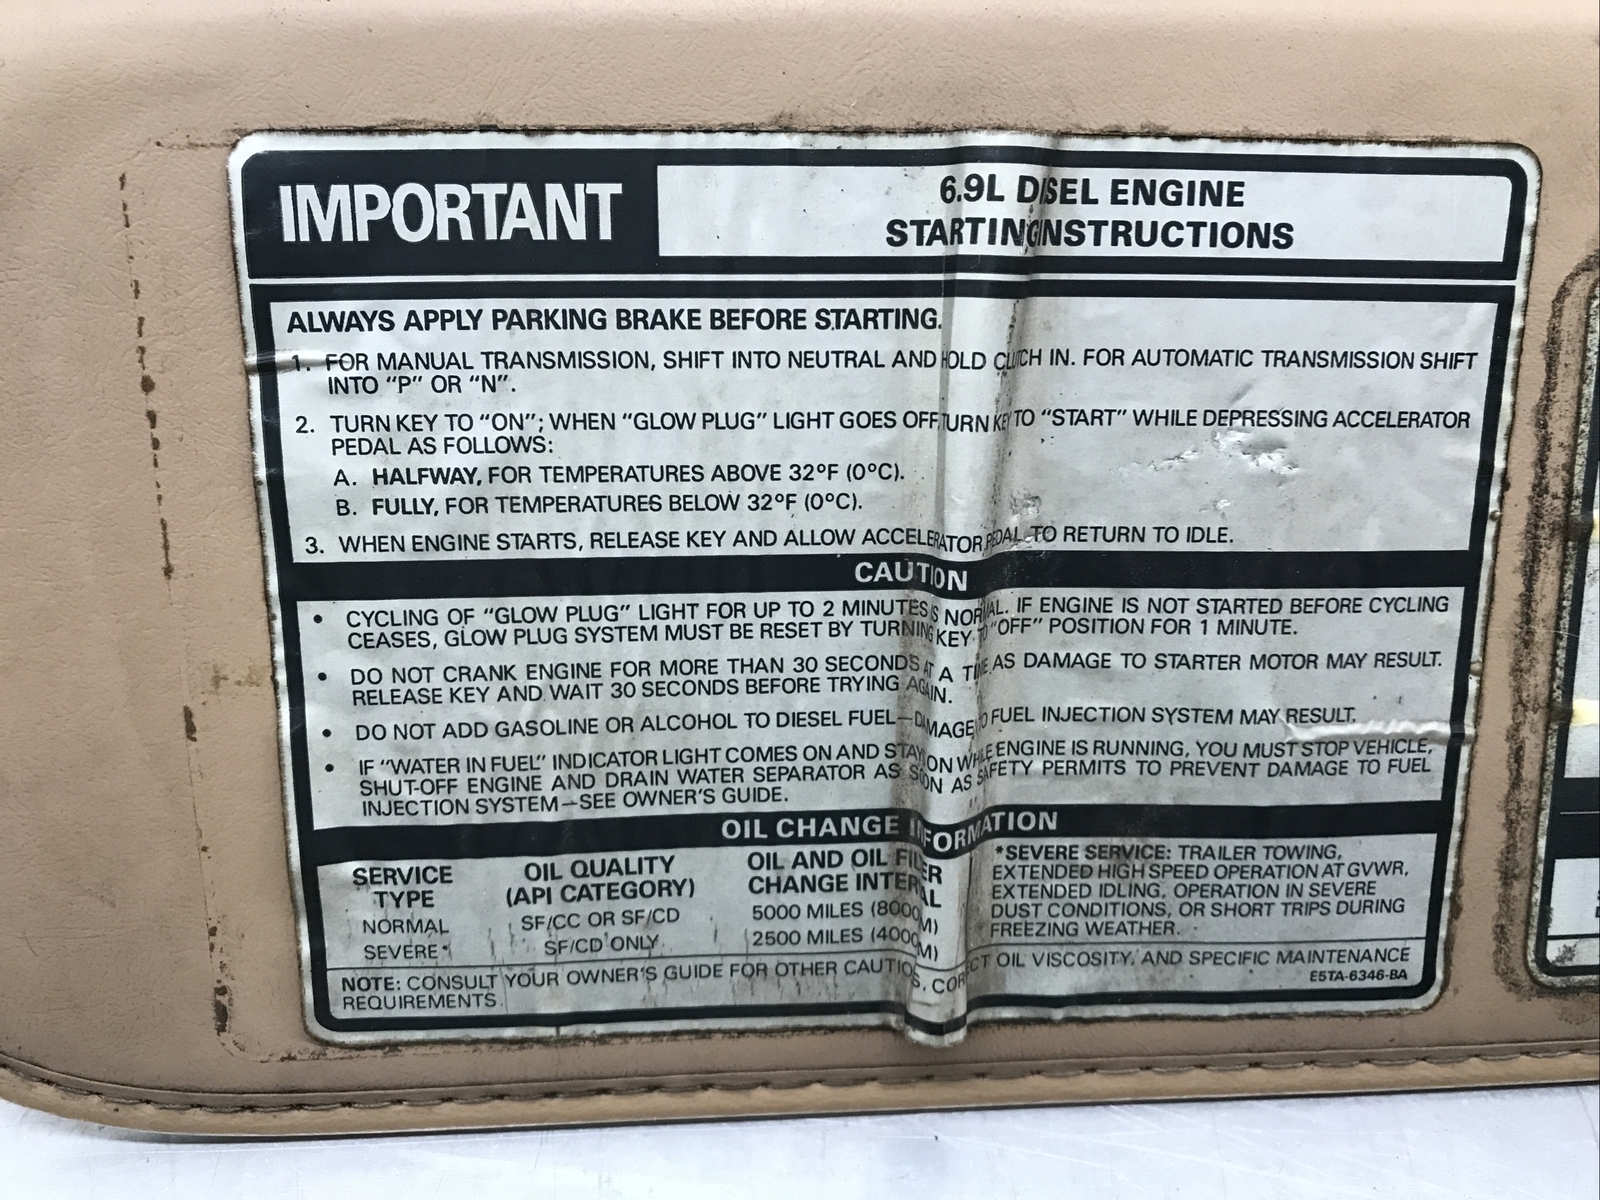 IMPORTANT
6.9L DISEL ENGINE
STARTING INSTRUCTIONS
ALWAYS APPLY PARKING BRAKE BEFORE STARTING.
1. FOR MANUAL TRANSMISSION, SHIFT INTO NEUTRAL AND HOLD CLUTCH IN. FOR AUTOMATIC TRANSMISSION SHIFT
INTO "P" OR "N".
2. TURN KEY TO "ON"; WHEN "GLOW PLUG" LIGHT GOES OFF, TURN KEY TO "START" WHILE DEPRESSING ACCELERATOR
PEDAL AS FOLLOWS:
A. HALFWAY, FOR TEMPERATURES ABOVE 32°F (0°C).
B. FULLY, FOR TEMPERATURES BELOW 32°F (0°C).
3. WHEN ENGINE STARTS, RELEASE KEY AND ALLOW ACCELERATOR PEDAL TO RETURN TO IDLE.
CAUTION
• CYCLING OF "GLOW PLUG" LIGHT FOR UP TO 2 MINUTES IS NORMAL. IF ENGINE IS NOT STARTED BEFORE CYCLING
CEASES, GLOW PLUG SYSTEM MUST BE RESET BY TURNING KEY TO "OFF" POSITION FOR 1 MINUTE.
• DO NOT CRANK ENGINE FOR MORE THAN 30 SECONDS AT A TIME AS DAMAGE TO STARTER MOTOR MAY RESULT.
RELEASE KEY AND WAIT 30 SECONDS BEFORE TRYING AGAIN.
• DO NOT ADD GASOLINE OR ALCOHOL TO DIESEL FUEL—DAMAGE TO FUEL INJECTION SYSTEM MAY RESULT.
• IF "WATER IN FUEL" INDICATOR LIGHT COMES ON AND STAYS ON WHILE ENGINE IS RUNNING, YOU MUST STOP VEHICLE,
SHUT-OFF ENGINE AND DRAIN WATER SEPARATOR AS SOON AS SAFETY PERMITS TO PREVENT DAMAGE TO FUEL
INJECTION SYSTEM—SEE OWNER'S GUIDE.
OIL CHANGE INFORMATION
SERVICE TYPE
OIL QUALITY (API CATEGORY)
OIL AND OIL FILTER CHANGE INTERVAL
NORMAL SF/CC OR SF/CD 5000 MILES (8000 KM)
SEVERE* SF/CD ONLY 2500 MILES (4000 KM)
*SEVERE SERVICE: TRAILER TOWING,
EXTENDED HIGH SPEED OPERATION AT GVWR,
EXTENDED IDLING, OPERATION IN SEVERE
DUST CONDITIONS, OR SHORT TRIPS DURING
FREEZING WEATHER.
NOTE: CONSULT YOUR OWNER'S GUIDE FOR OTHER CAUTIONS, CORRECT OIL VISCOSITY, AND SPECIFIC MAINTENANCE
REQUIREMENTS.
E5TA-6346-BA